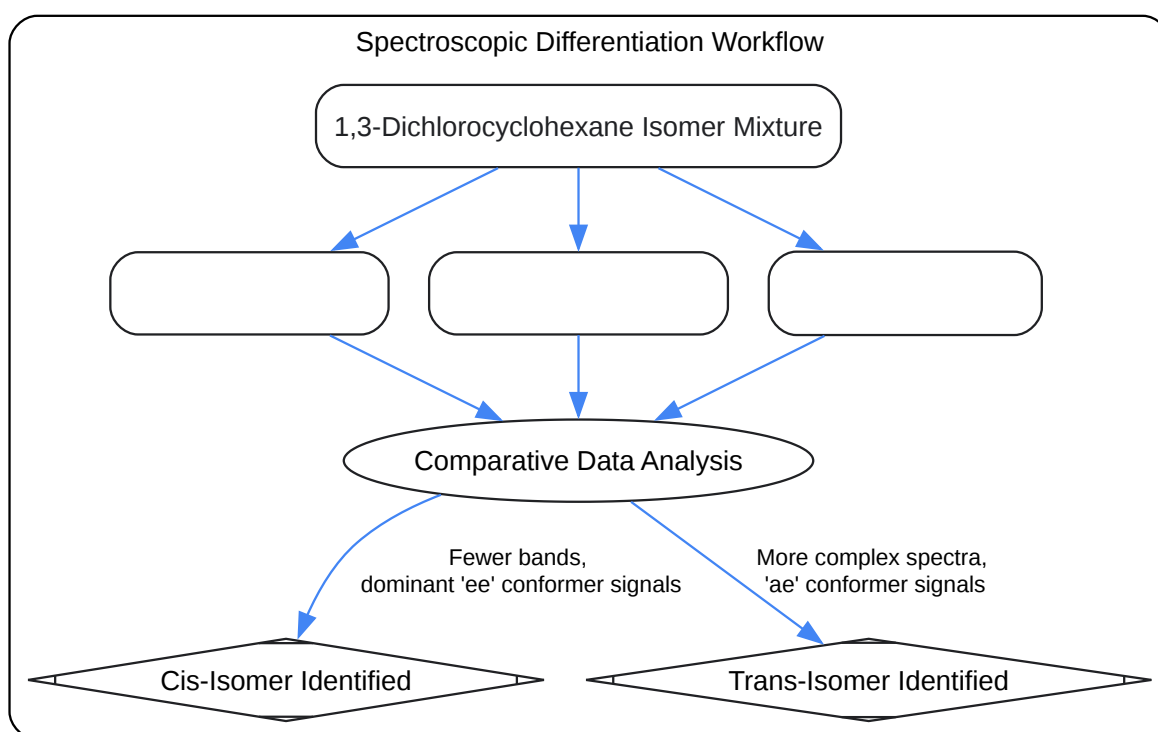 Spectroscopic Differentiation Workflow
1,3-Dichlorocyclohexane Isomer Mixture
Comparative Data Analysis
Fewer bands,
dominant 'ee' conformer signals
More complex spectra,
'ae' conformer signals
Cis-Isomer Identified
Trans-Isomer Identified